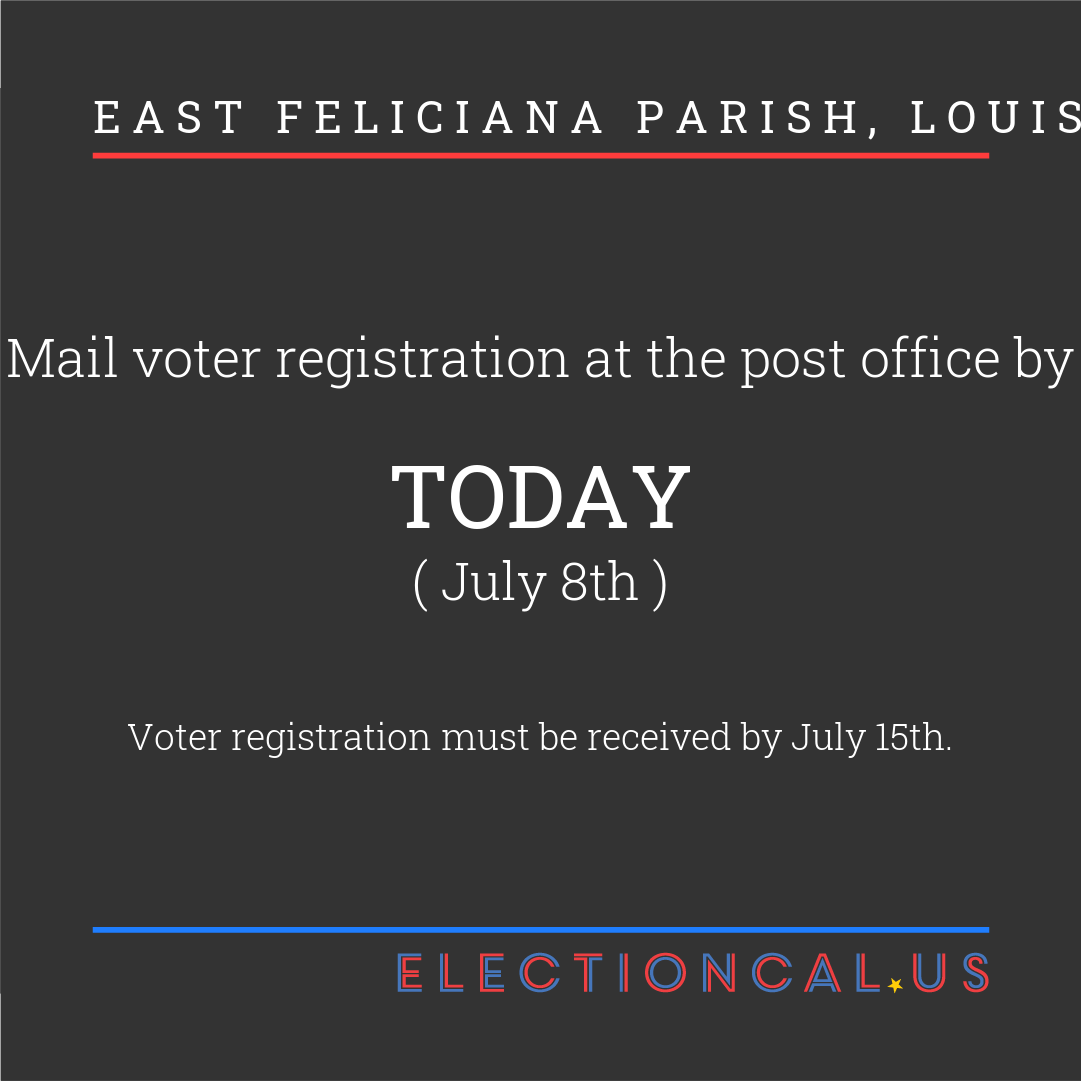 EAST FELICIANA PARISH, LOUIS
Mail voter registration at the post office by
TODAY
( July 8th )
Voter registration must be received by July 15th.
ELECTIONCAL.US